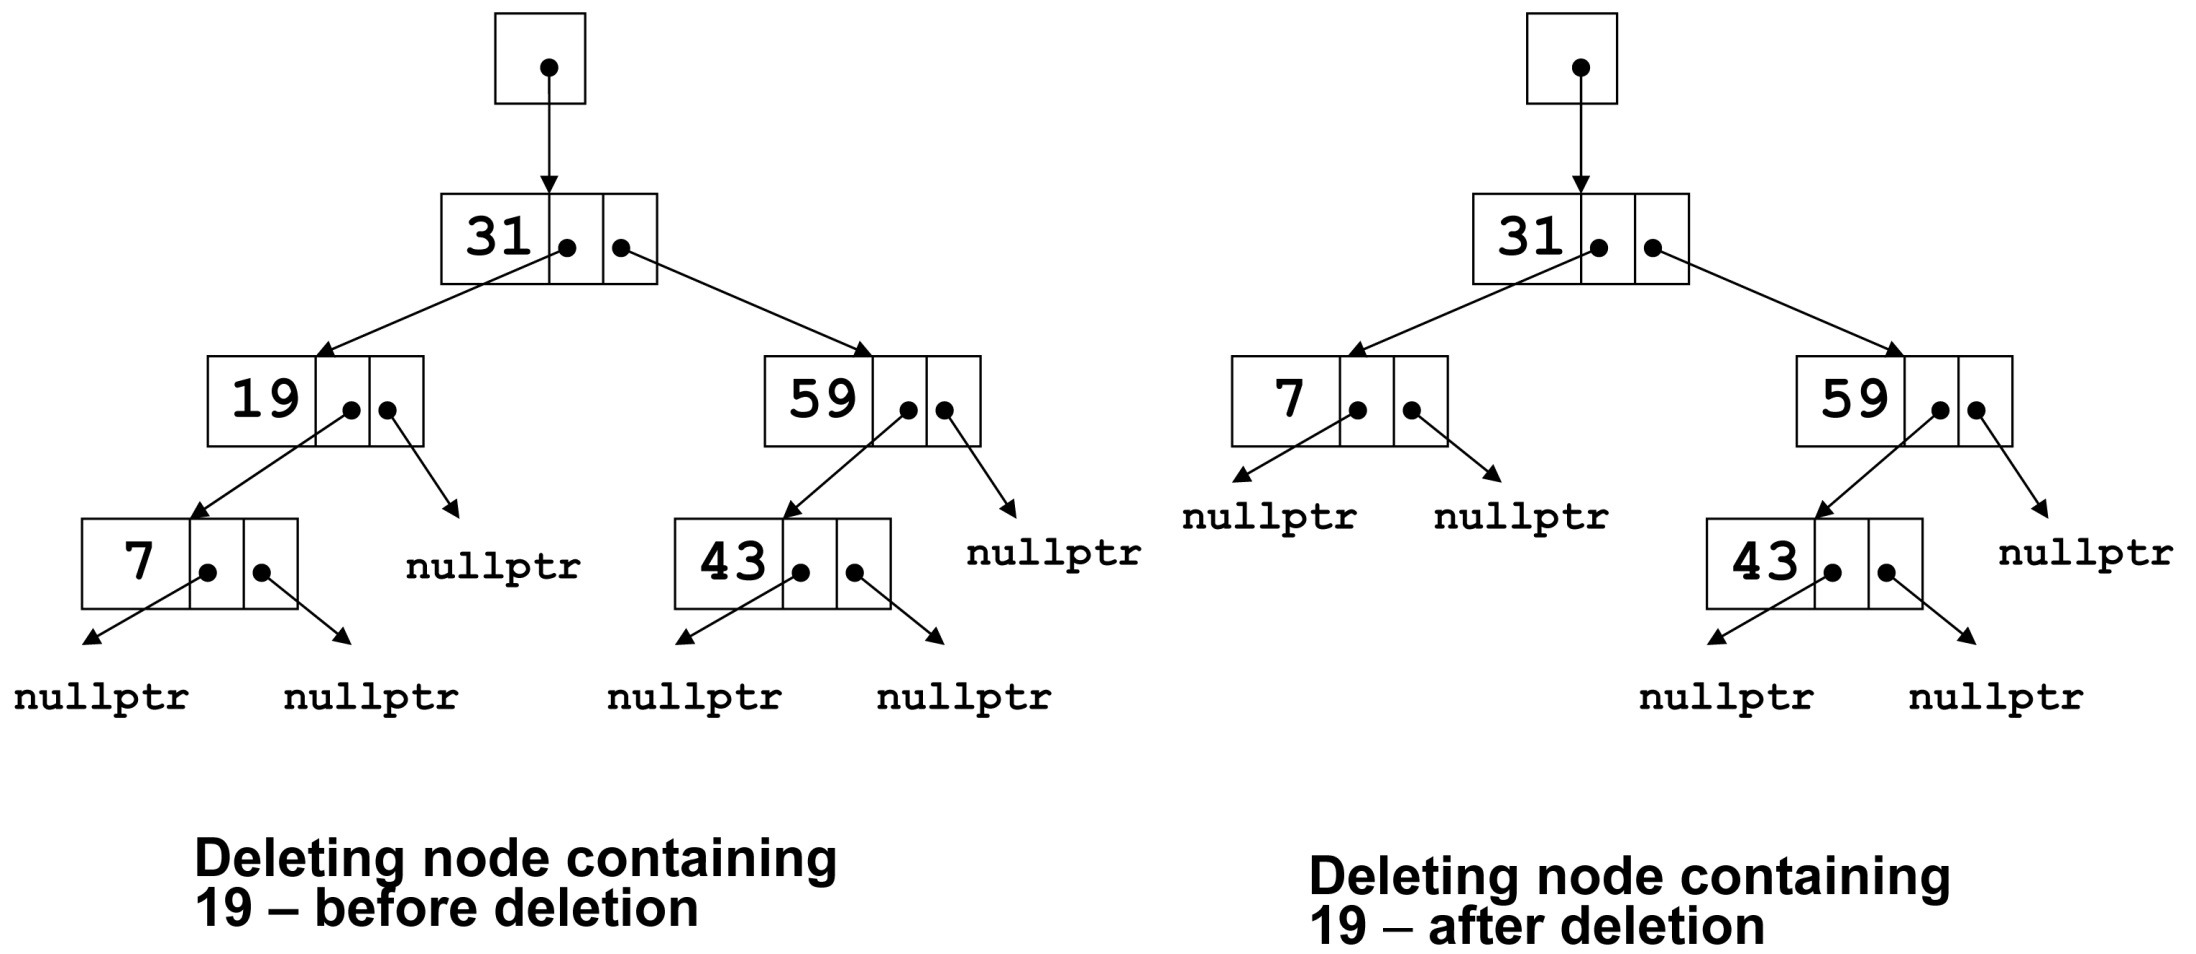 31
19
59
7
nullptr
43
nullptr
nullptr
nullptr
nullptr
nullptr
Deleting node containing
19 – before deletion
31
7
59
nullptr
nullptr
43
nullptr
nullptr
nullptr
Deleting node containing
19 – after deletion